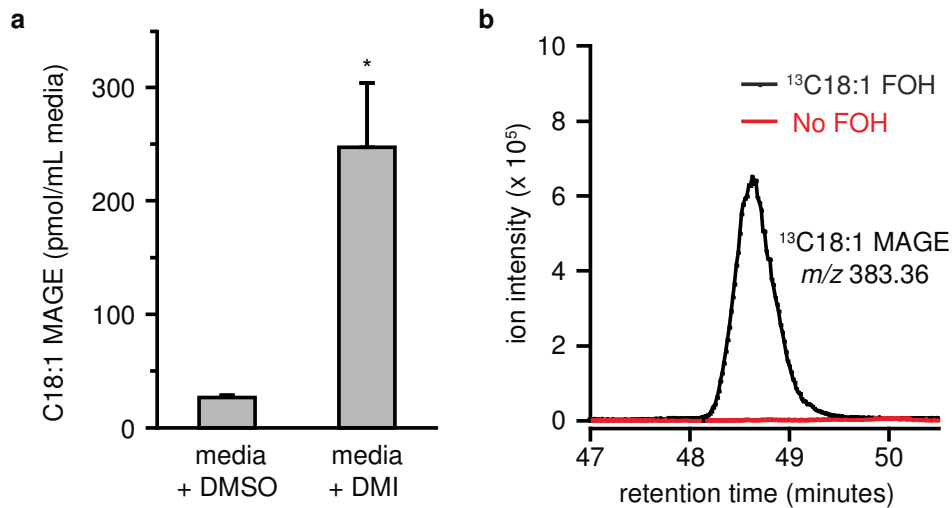 a
C18:1 MAGE (pmol/mL media)
300
200
100
0
*
media
+ DMSO
media
+ DMI
b
ion intensity (x 10⁵)
10
8
6
4
2
0
¹³C18:1 FOH
No FOH
¹³C18:1 MAGE
m/z 383.36
47
48
49
50
retention time (minutes)